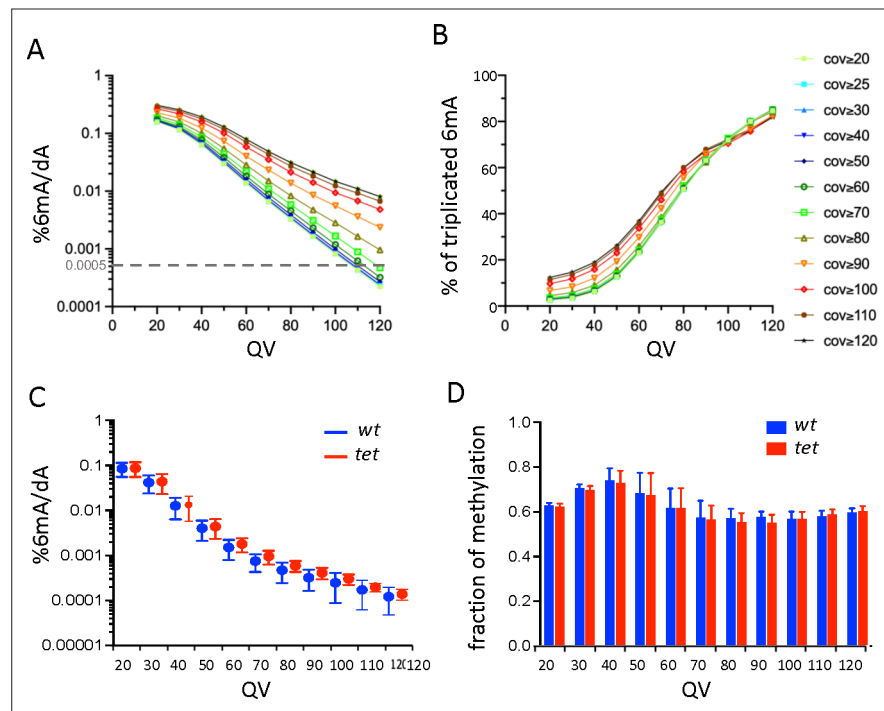 A
%6mA/dA
1
0.1
0.01
0.001
0.0005
0.0001
0 20 40 60 80 100 120
QV
B
% of triplicated 6mA
100
80
60
40
20
0
0 20 40 60 80 100 120
QV
cov≥20
cov≥25
cov≥30
cov≥40
cov≥50
cov≥60
cov≥70
cov≥80
cov≥90
cov≥100
cov≥110
cov≥120
C
%6mA/dA
1
0.1
0.01
0.001
0.0001
0.00001
wt
tet
20 30 40 50 60 70 80 90 100 110 120 120
QV
D
fraction of methylation
1.0
0.8
0.6
0.4
0.2
0.0
wt
tet
20 30 40 50 60 70 80 90 100 110 120
QV